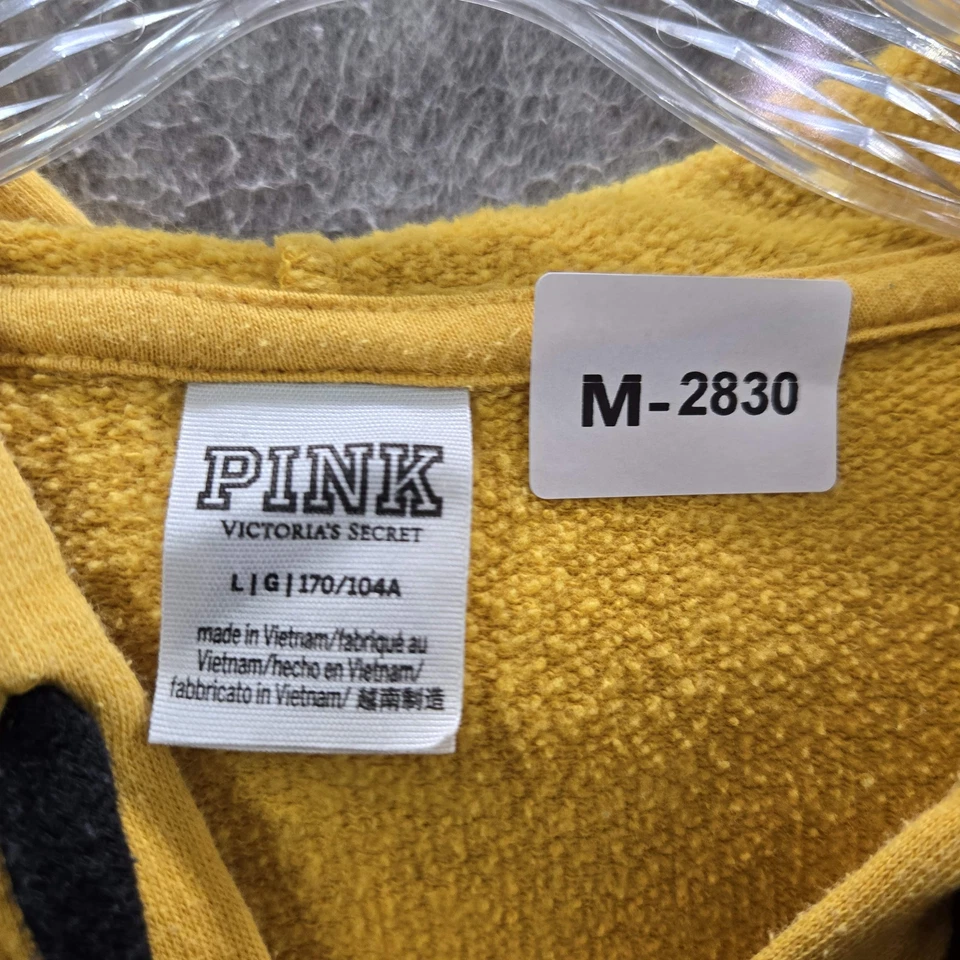 PINK
VICTORIA'S SECRET
L | G | 170/104A
made in Vietnam/fabriqué au
Vietnam/hecho en Vietnam/
fabbricato in Vietnam/ 越南制造
M-2830